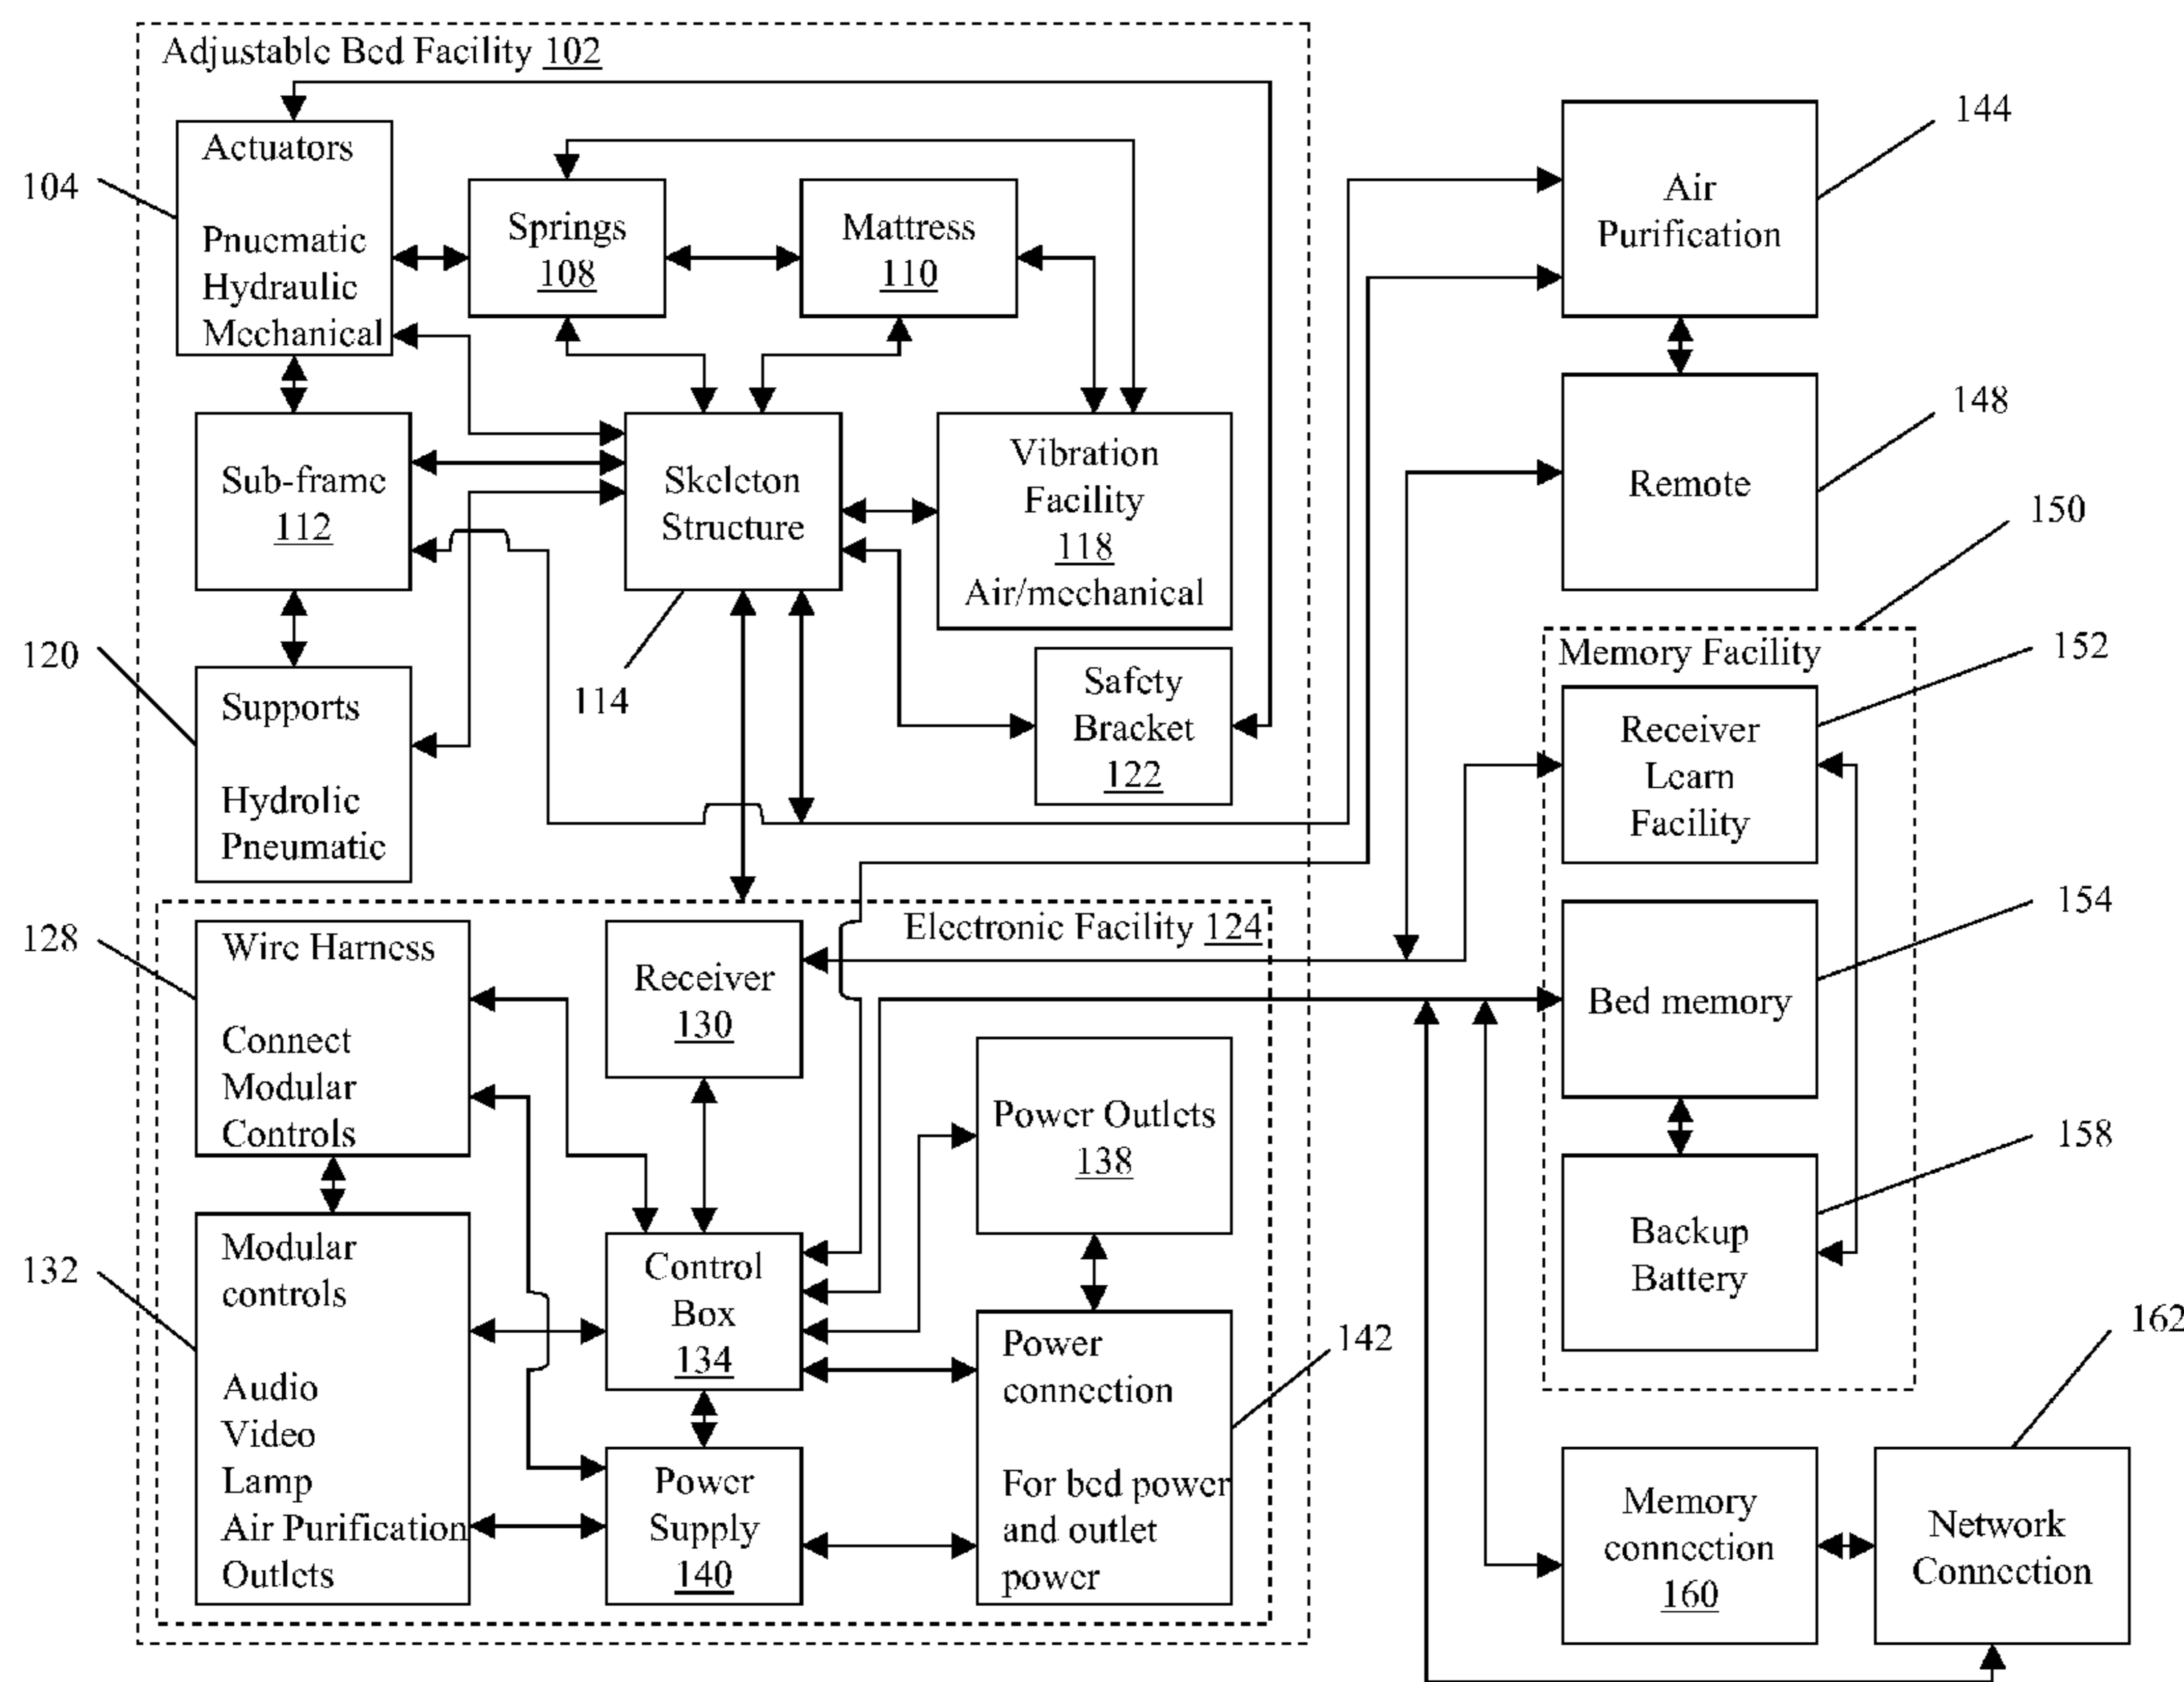 Adjustable Bed Facility 102
Actuators
Pnuematic
Hydraulic
Mechanical
104
Springs
108
Mattress
110
Sub-frame
112
Skeleton
Structure
114
Vibration
Facility
118
Air/mechanical
Supports
Hydrolic
Pneumatic
120
Safety
Bracket
122
Electronic Facility 124
Wire Harness
Connect
Modular
Controls
128
Receiver
130
Modular
controls
Audio
Video
Lamp
Air Purification
Outlets
132
Control
Box
134
Power Outlets
138
Power
Supply
140
Power
connection
For bed power
and outlet
power
142
Air
Purification
144
Remote
148
150
Memory Facility
Receiver
Learn
Facility
152
Bed memory
154
Backup
Battery
158
Memory
connection
160
Network
Connection
162